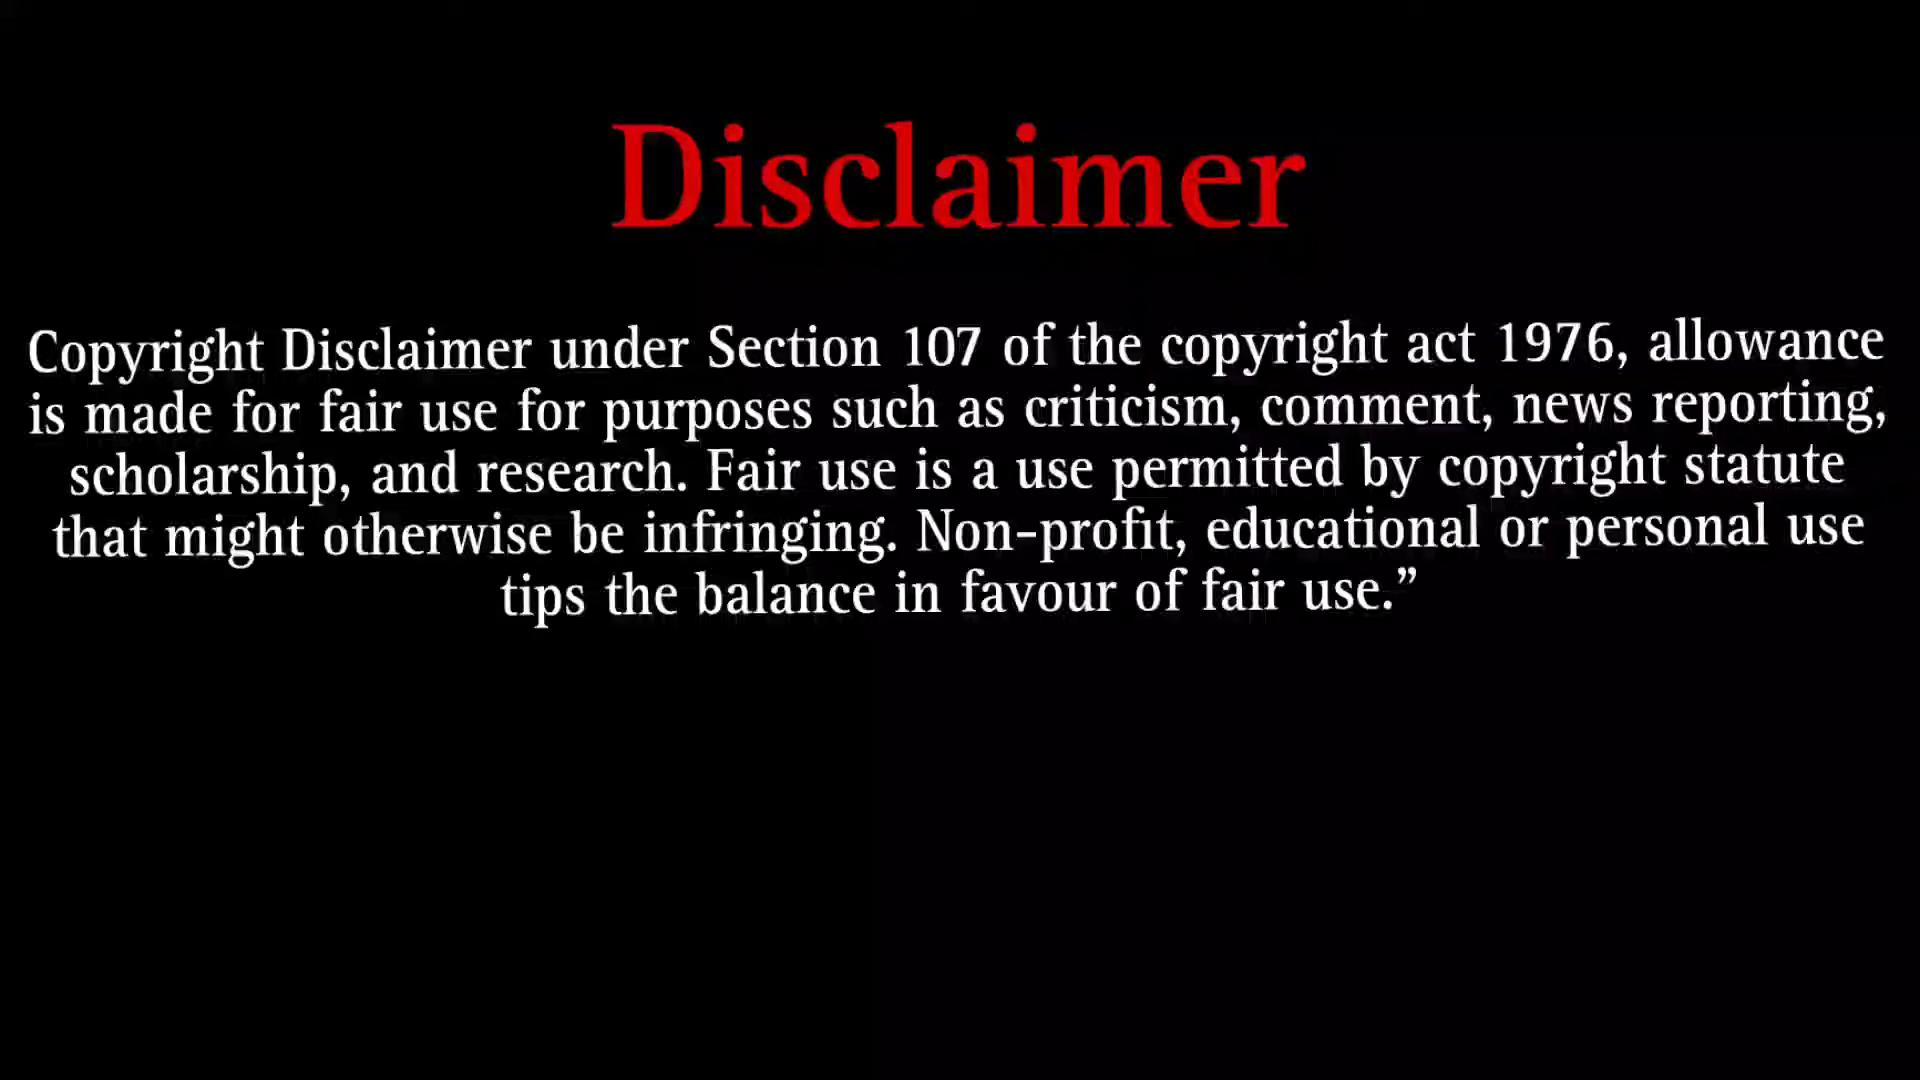 Disclaimer
Copyright Disclaimer under Section 107 of the copyright act 1976, allowance
is made for fair use for purposes such as criticism, comment, news reporting,
scholarship, and research. Fair use is a use permitted by copyright statute
that might otherwise be infringing. Non-profit, educational or personal use
tips the balance in favour of fair use.”